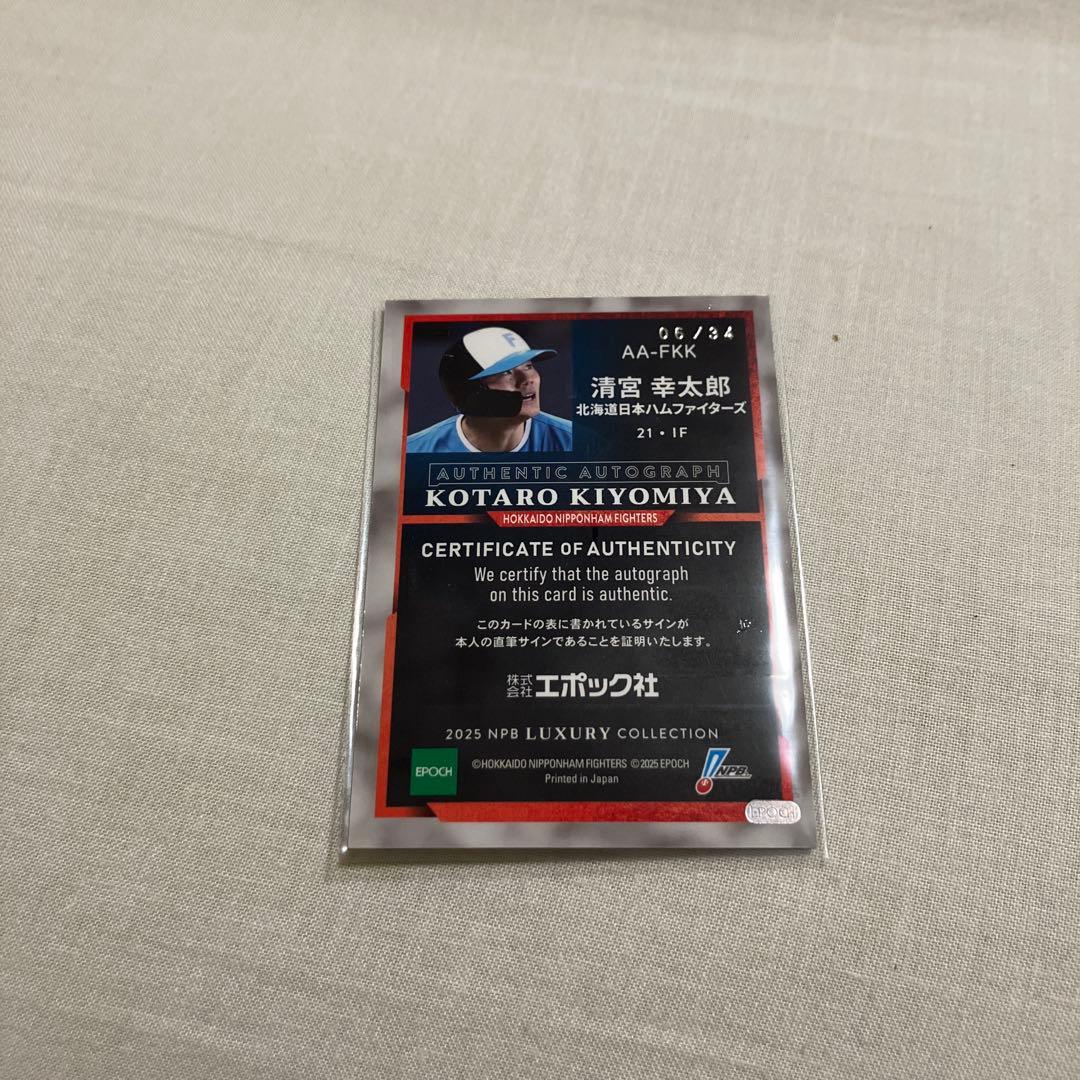 06/34
AA-FKK
清宮 幸太郎
北海道日本ハムファイターズ
21・IF
AUTHENTIC AUTOGRAPH
KOTARO KIYOMIYA
HOKKAIDO NIPPONHAM FIGHTERS
CERTIFICATE OF AUTHENTICITY
We certify that the autograph
on this card is authentic.
このカードの表に書かれているサインが
本人の直筆サインであることを証明いたします。
株式会社エポック社
2025 NPB LUXURY COLLECTION
EPOCH
©HOKKAIDO NIPPONHAM FIGHTERS ©2025 EPOCH
Printed in Japan
NPB
EPOCH